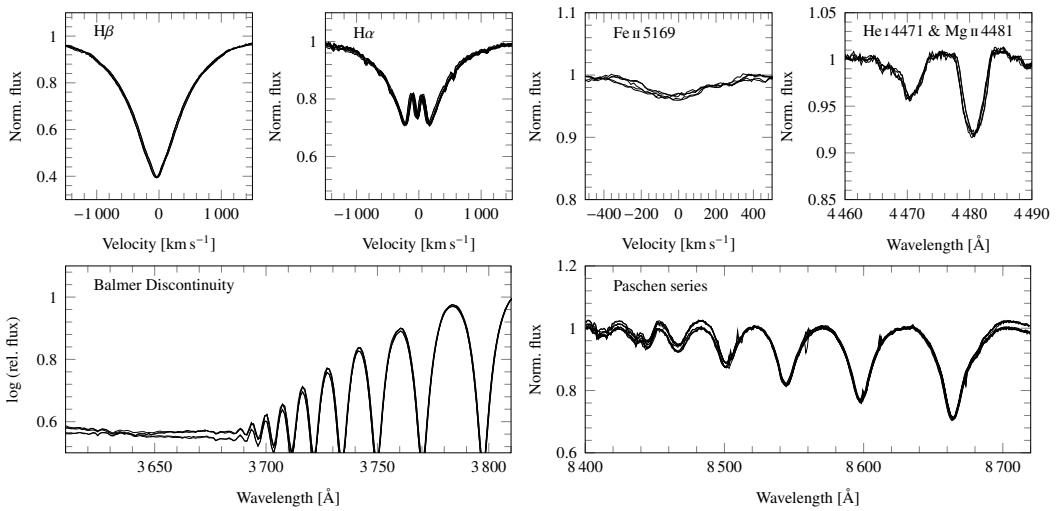 Hβ
Norm. flux
1
0.8
0.6
0.4
−1 000
0
1 000
Velocity [km s⁻¹]
Hα
Norm. flux
1
0.8
0.6
−1 000
0
1 000
Velocity [km s⁻¹]
Fe II 5169
Norm. flux
1.1
1
0.9
0.8
−400
−200
0
200
400
Velocity [km s⁻¹]
He I 4471 & Mg II 4481
Norm. flux
1.05
1
0.95
0.9
0.85
4 460
4 470
4 480
4 490
Wavelength [Å]
Balmer Discontinuity
log (rel. flux)
1
0.8
0.6
3 650
3 700
3 750
3 800
Wavelength [Å]
Paschen series
Norm. flux
1.2
1
0.8
0.6
8 400
8 500
8 600
8 700
Wavelength [Å]